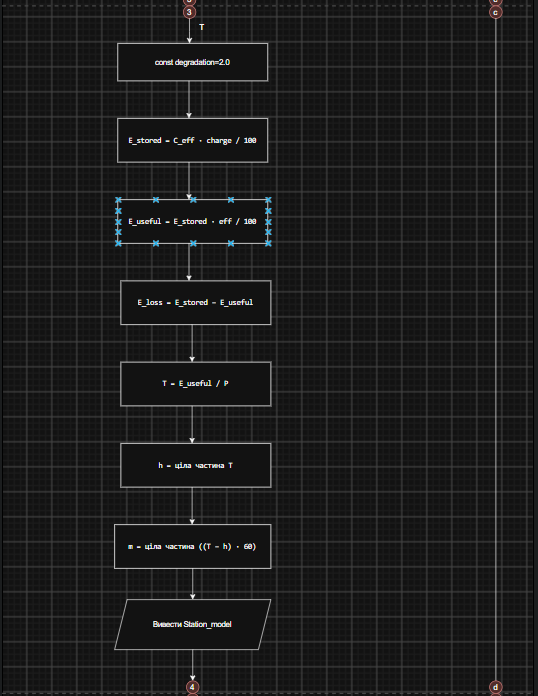 3
c
T
const degradation=2.0
E_stored = C_eff · charge / 100
E_useful = E_stored · eff / 100
E_loss = E_stored − E_useful
T = E_useful / P
h = ціла частина T
m = ціла частина ((T − h) · 60)
Вивести Station_model
4
d